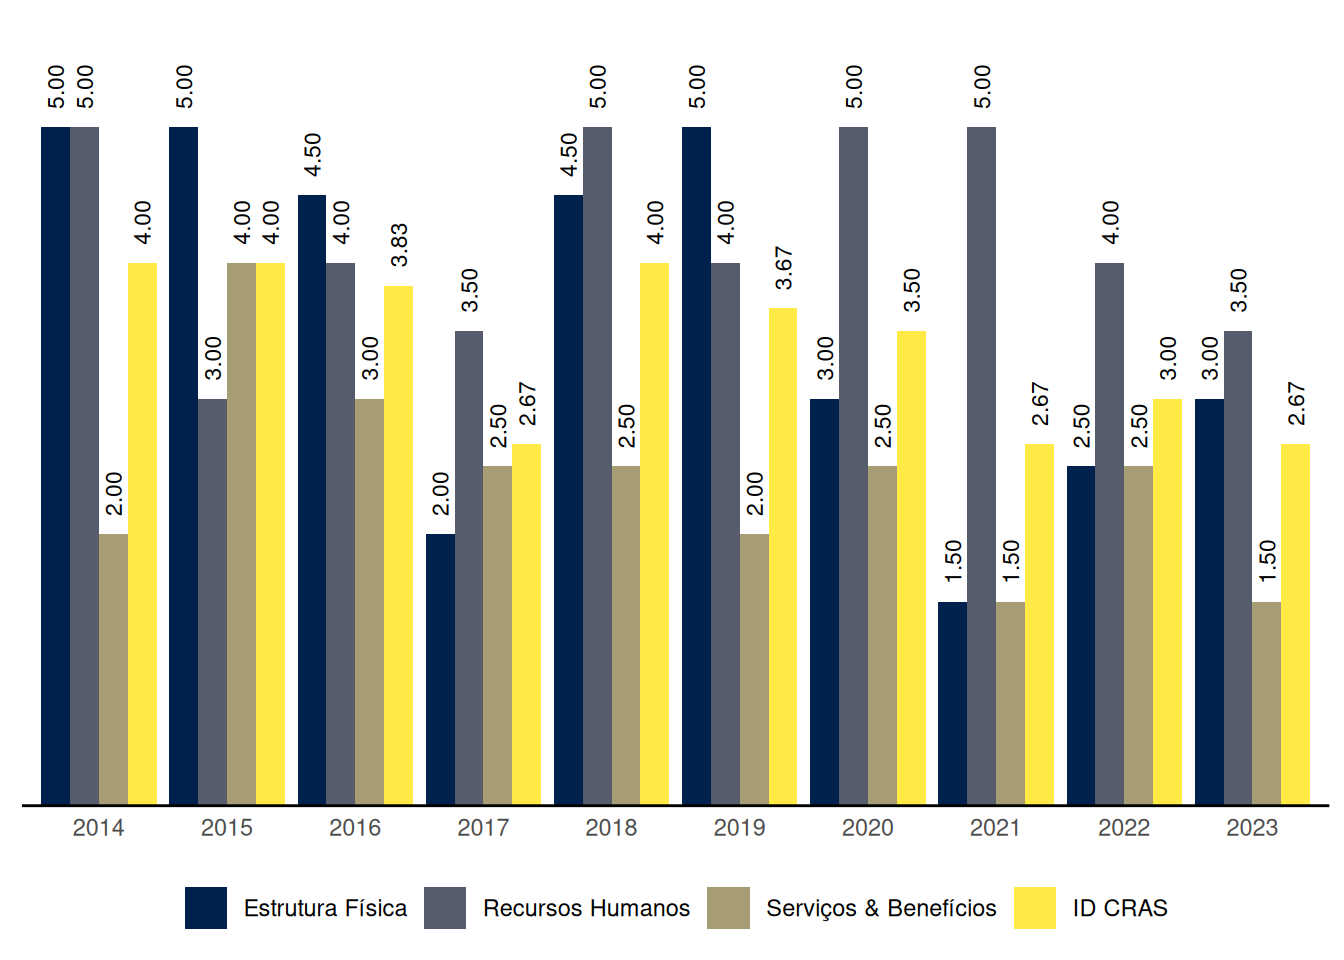 5.00 5.00 2.00 4.00
5.00 3.00 4.00 4.00
4.50 4.00 3.00 3.83
2.00 3.50 2.50 2.67
4.50 5.00 2.50 4.00
5.00 4.00 2.00 3.67
3.00 5.00 2.50 3.50
1.50 5.00 1.50 2.67
2.50 4.00 2.50 3.00
3.00 3.50 1.50 2.67
2014 2015 2016 2017 2018 2019 2020 2021 2022 2023
Estrutura Física Recursos Humanos Serviços & Benefícios ID CRAS